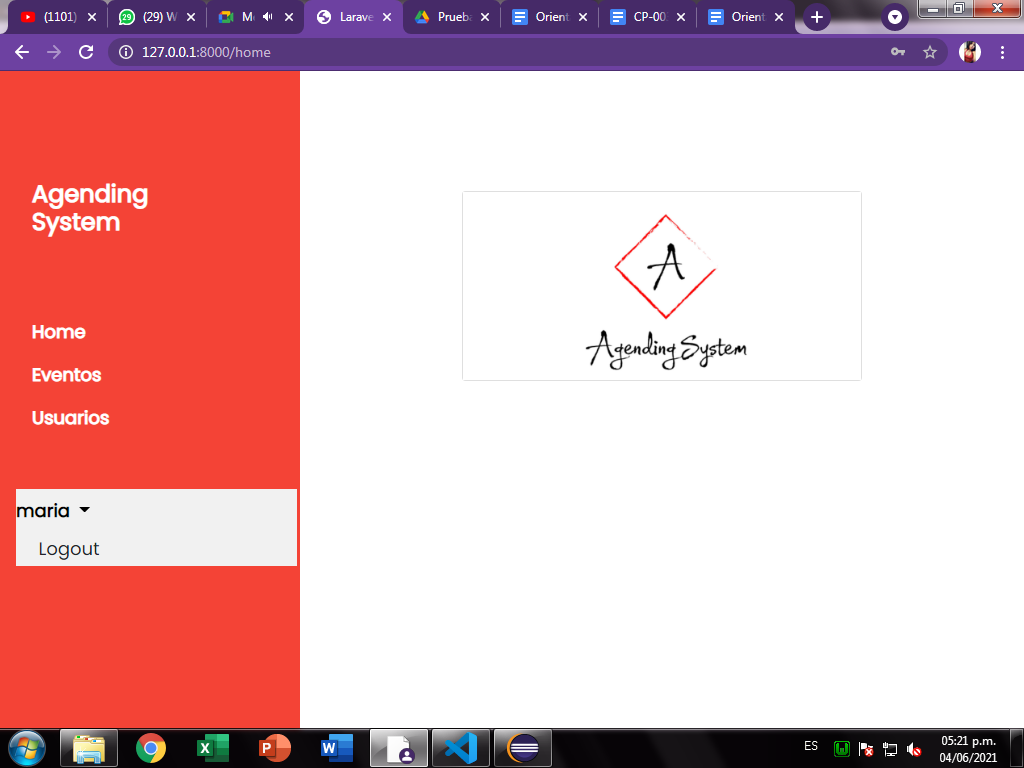 (1101)
(29) W
Me
Larave
Prueba
Orient
CP-00
Orient
127.0.0.1:8000/home
Agending
System
Home
Eventos
Usuarios
maria
Logout
A
Agending System
ES
05:21 p.m.
04/06/2021